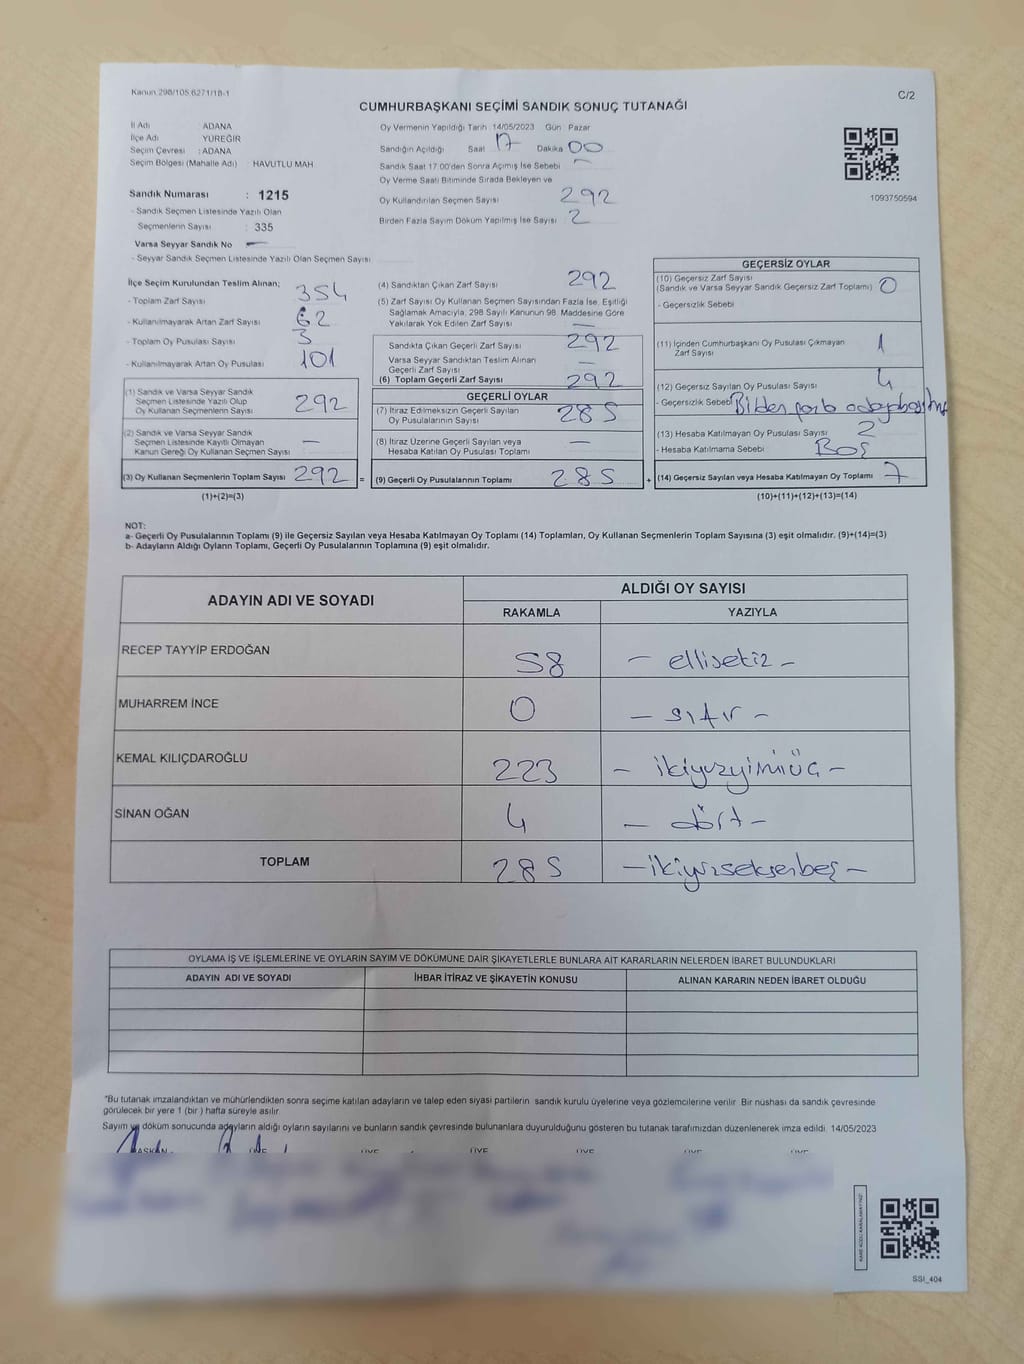 Kanun 298/105.6271/18-1
C/2
CUMHURBAŞKANI SEÇİMİ SANDIK SONUÇ TUTANAĞI
İl Adı ADANA
İlçe Adı YÜREĞİR
Seçim Çevresi : ADANA
Seçim Bölgesi (Mahalle Adı) : HAVUTLU MAH
Sandık Numarası : 1215
- Sandık Seçmen Listesinde Yazılı Olan
Seçmenlerin Sayısı : 335
Varsa Seyyar Sandık No —
- Seyyar Sandık Seçmen Listesinde Yazılı Olan Seçmen Sayısı
Oy Vermenin Yapıldığı Tarih 14/05/2023 Gün Pazar
Sandığın Açıldığı Saat 17 Dakika 00
Sandık Saat 17:00'den Sonra Açımış İse Sebebi —
Oy Verme Saati Bitiminde Sırada Bekleyen ve
Oy Kullandırılan Seçmen Sayısı 292
Birden Fazla Sayım Döküm Yapılmış İse Sayısı 2
1093750594
İlçe Seçim Kurulundan Teslim Alınan;
- Toplam Zarf Sayısı 354
- Kullanılmayarak Artan Zarf Sayısı 62
- Toplam Oy Pusulası Sayısı 3
- Kullanılmayarak Artan Oy Pusulası 101
(1) Sandık ve Varsa Seyyar Sandık
Seçmen Listesinde Yazılı Olup
Oy Kullanan Seçmenlerin Sayısı 292
(2) Sandık ve Varsa Seyyar Sandık
Seçmen Listesinde Kayıtlı Olmayan
Kanun Gereği Oy Kullanan Seçmen Sayısı —
(3) Oy Kullanan Seçmenlerin Toplam Sayısı 292 =
(1)+(2)=(3)
(4) Sandıktan Çıkan Zarf Sayısı 292
(5) Zarf Sayısı Oy Kullanan Seçmen Sayısından Fazla İse, Eşitliği
Sağlamak Amacıyla, 298 Sayılı Kanunun 98. Maddesine Göre
Yakılarak Yok Edilen Zarf Sayısı —
Sandıkta Çıkan Geçerli Zarf Sayısı 292
Varsa Seyyar Sandıktan Teslim Alınan
Geçerli Zarf Sayısı —
(6) Toplam Geçerli Zarf Sayısı 292
GEÇERLİ OYLAR
(7) İtiraz Edilmeksizin Geçerli Sayılan
Oy Pusulalarının Sayısı 285
(8) İtiraz Üzerine Geçerli Sayılan veya
Hesaba Katılan Oy Pusulası Toplamı —
(9) Geçerli Oy Pusulalarının Toplamı 285 +
GEÇERSİZ OYLAR
(10) Geçersiz Zarf Sayısı
(Sandık ve Varsa Seyyar Sandık Geçersiz Zarf Toplamı) 0
- Geçersizlik Sebebi
(11) İçinden Cumhurbaşkanı Oy Pusulası Çıkmayan
Zarf Sayısı 1
(12) Geçersiz Sayılan Oy Pusulası Sayısı 4
- Geçersizlik Sebebi
(13) Hesaba Katılmayan Oy Pusulası Sayısı 2
- Hesaba Katılmama Sebebi Boş
(14) Geçersiz Sayılan veya Hesaba Katılmayan Oy Toplamı 7
(10)+(11)+(12)+(13)=(14)
NOT:
a- Geçerli Oy Pusulalarının Toplamı (9) ile Geçersiz Sayılan veya Hesaba Katılmayan Oy Toplamı (14) Toplamları, Oy Kullanan Seçmenlerin Toplam Sayısına (3) eşit olmalıdır. (9)+(14)=(3)
b- Adayların Aldığı Oyların Toplamı, Geçerli Oy Pusulalarının Toplamına (9) eşit olmalıdır.
ADAYIN ADI VE SOYADI ALDIĞI OY SAYISI
RAKAMLA YAZIYLA
RECEP TAYYİP ERDOĞAN 58 – ellisekiz –
MUHARREM İNCE 0 – sıfır –
KEMAL KILIÇDAROĞLU 223 – ikiyüzyirmiüç –
SİNAN OĞAN 4 – dört –
TOPLAM 285 – ikiyüzseksenbeş –
OYLAMA İŞ VE İŞLEMLERİNE VE OYLARIN SAYIM VE DÖKÜMÜNE DAİR ŞİKAYETLERLE BUNLARA AİT KARARLARIN NELERDEN İBARET BULUNDUKLARI
ADAYIN ADI VE SOYADI İHBAR İTİRAZ VE ŞİKAYETİN KONUSU ALINAN KARARIN NEDEN İBARET OLDUĞU
"Bu tutanak imzalandıktan ve mühürlendikten sonra seçime katılan adayların ve talep eden siyasi partilerin sandık kurulu üyelerine veya gözlemcilerine verilir. Bir nüshası da sandık çevresinde
görülecek bir yere 1 (bir) hafta süreyle asılır.
Sayım ve döküm sonucunda adayların aldığı oyların sayılarını ve bunların sandık çevresinde bulunanlara duyurulduğunu gösteren bu tutanak tarafımızdan düzenlenerek imza edildi. 14/05/2023
BAŞKAN ÜYE ÜYE ÜYE ÜYE ÜYE ÜYE
SSI_404